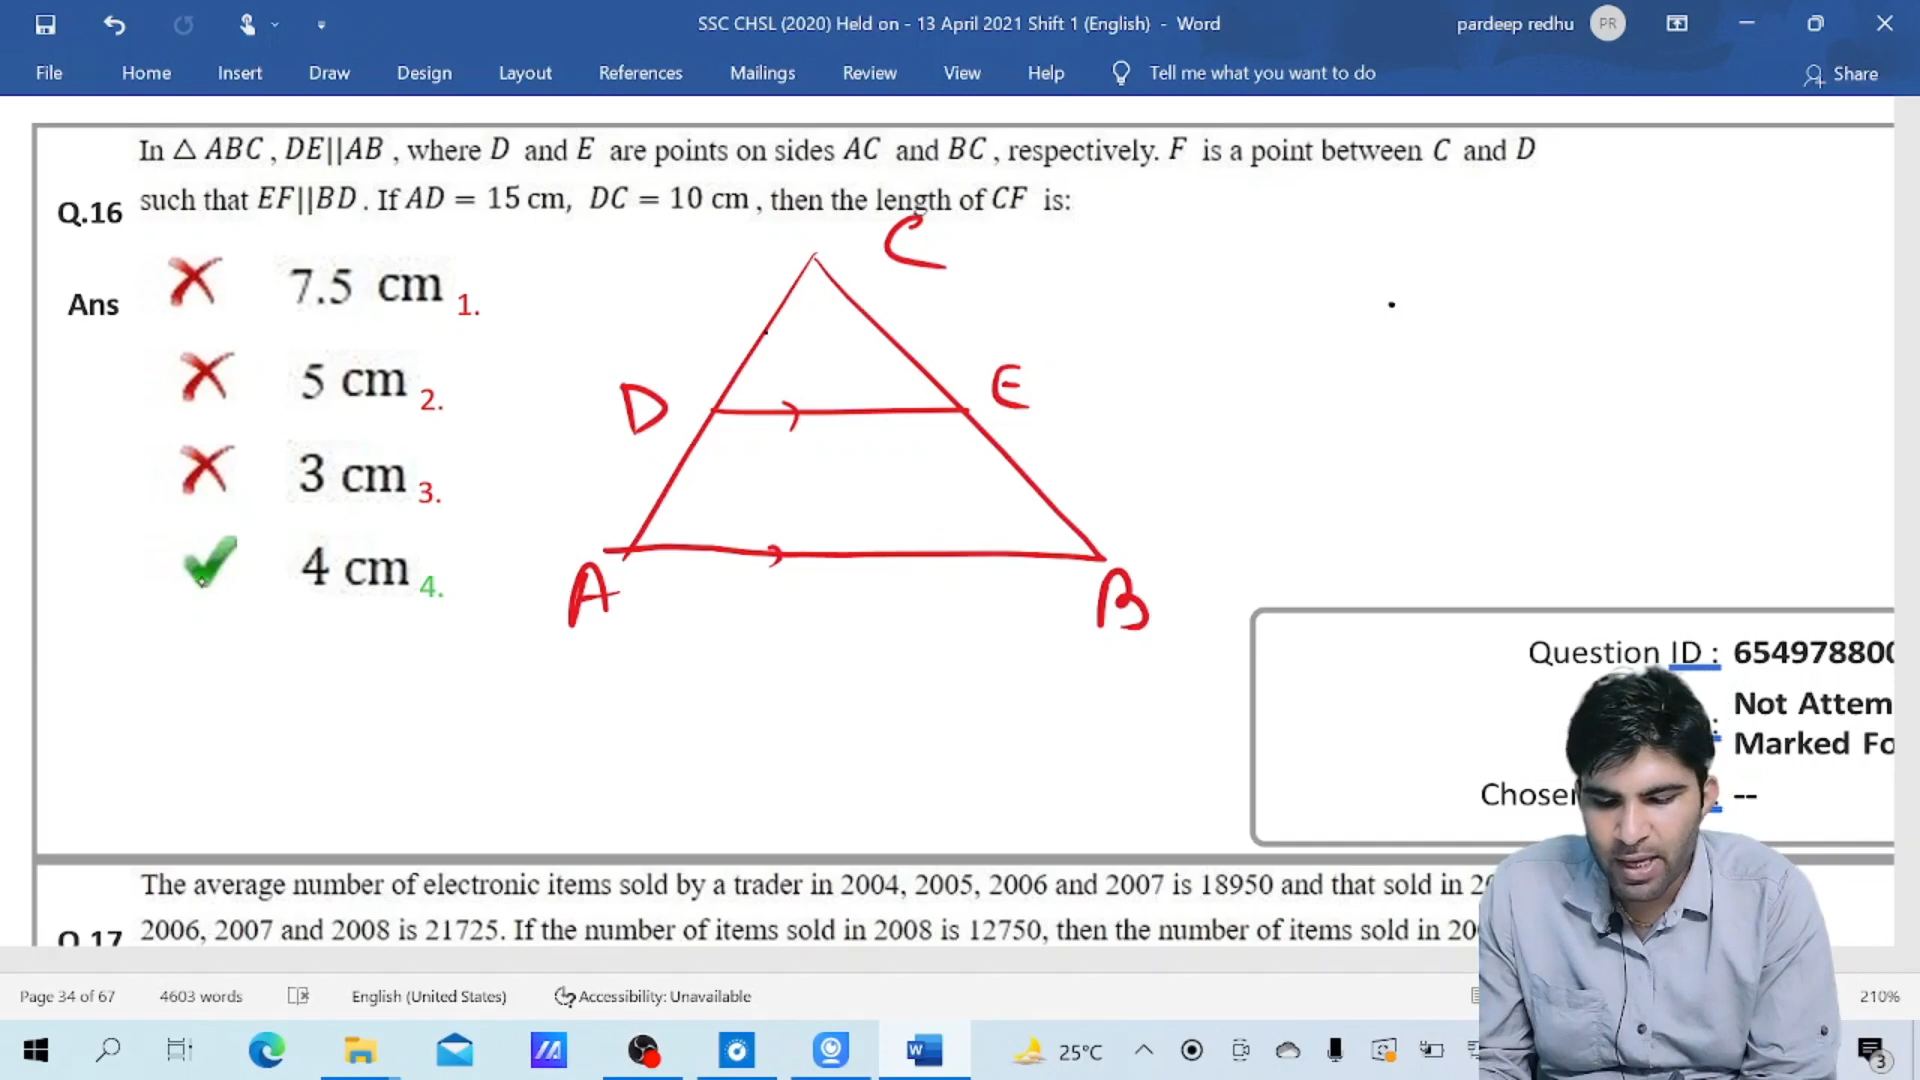 SSC CHSL (2020) Held on - 13 April 2021 Shift 1 (English) - Word
pardeep redhu PR
File Home Insert Draw Design Layout References Mailings Review View Help Tell me what you want to do Share
In △ ABC, DE||AB, where D and E are points on sides AC and BC, respectively. F is a point between C and D
such that EF||BD. If AD = 15 cm, DC = 10 cm, then the length of CF is:
Q.16
Ans
7.5 cm 1.
5 cm 2.
3 cm 3.
4 cm 4.
C
D
E
A
B
Question ID : 65497880
Not Attem
Marked Fo
Chosen
: --
The average number of electronic items sold by a trader in 2004, 2005, 2006 and 2007 is 18950 and that sold in
Q.17
2006, 2007 and 2008 is 21725. If the number of items sold in 2008 is 12750, then the number of items sold in
Page 34 of 67 4603 words English (United States) Accessibility: Unavailable 210%
25°C
3